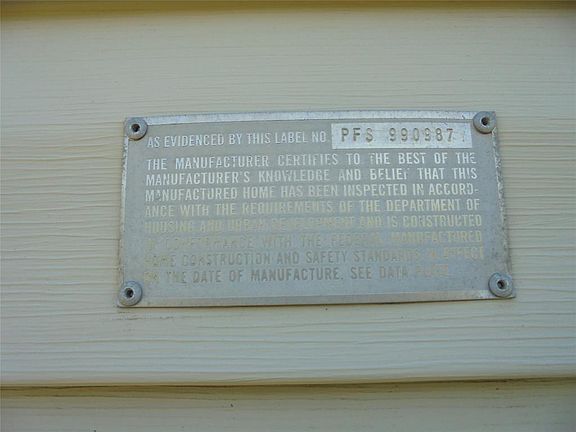 AS EVIDENCED BY THIS LABEL NO. PFS 990987
THE MANUFACTURER CERTIFIES TO THE BEST OF THE
MANUFACTURER'S KNOWLEDGE AND BELIEF THAT THIS
MANUFACTURED HOME HAS BEEN INSPECTED IN ACCORD-
ANCE WITH THE REQUIREMENTS OF THE DEPARTMENT OF
HOUSING AND URBAN DEVELOPMENT AND IS CONSTRUCTED
IN CONFORMANCE WITH THE FEDERAL MANUFACTURED
HOME CONSTRUCTION AND SAFETY STANDARDS IN EFFECT
ON THE DATE OF MANUFACTURE. SEE DATA PLATE.